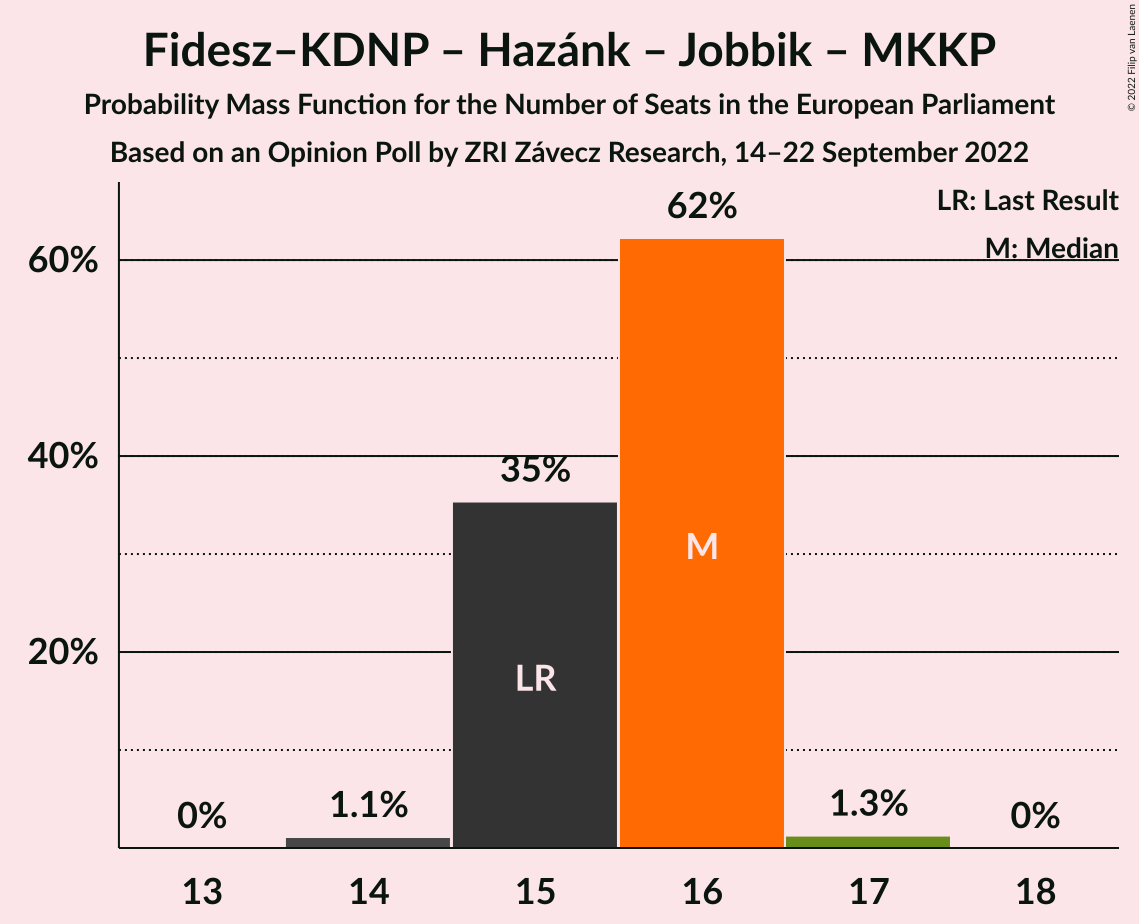 Fidesz–KDNP – Hazánk – Jobbik – MKKP
Probability Mass Function for the Number of Seats in the European Parliament
Based on an Opinion Poll by ZRI Závecz Research, 14–22 September 2022
© 2022 Filip van Laenen
LR: Last Result
M: Median
62%
60%
40%
35%
M
20%
LR
0%
1.1%
1.3%
0%
13
14
15
16
17
18